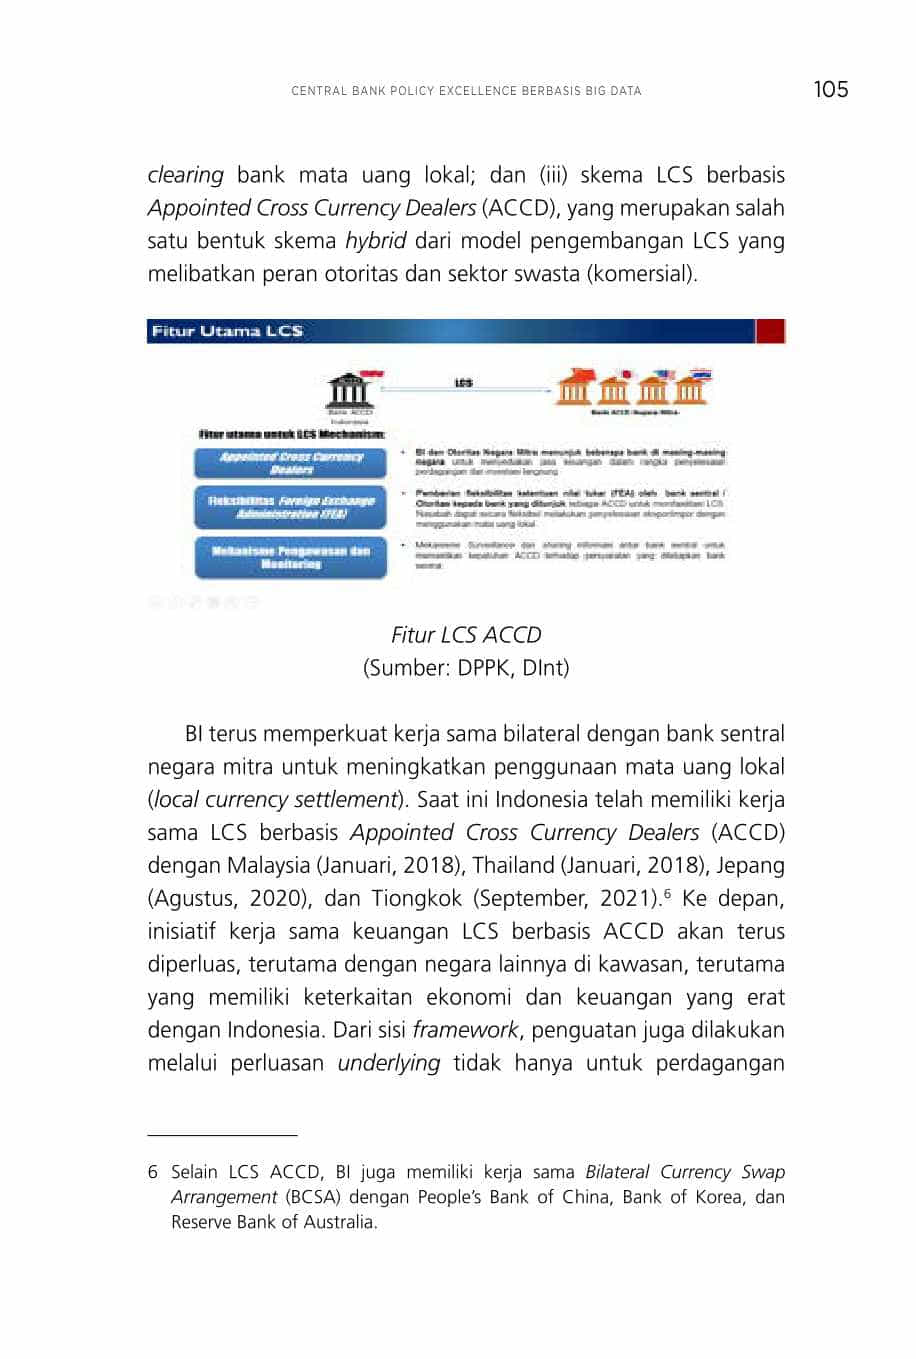 CENTRAL BANK POLICY EXCELLENCE BERBASIS BIG DATA
105
clearing bank mata uang lokal; dan (iii) skema LCS berbasis
Appointed Cross Currency Dealers (ACCD), yang merupakan salah
satu bentuk skema hybrid dari model pengembangan LCS yang
melibatkan peran otoritas dan sektor swasta (komersial).
Fitur Utama LCS
LCS
Bank ACCD
Indonesia
Bank ACCD Negara Mitra
Fitur utama untuk LCS Mechanism:
Appointed Cross Currency
Dealers
• BI dan Otoritas Negara Mitra menunjuk beberapa bank di masing-masing
negara untuk menyediakan jasa keuangan dalam rangka penyelesaian
perdagangan dan investasi langsung
Fleksibilitas Foreign Exchange
Administration (FEA)
• Pemberian fleksibilitas ketentuan nilai tukar (FEA) oleh bank sentral /
Otoritas kepada bank yang ditunjuk sebagai ACCD untuk memfasilitasi LCS.
Nasabah dapat secara fleksibel melakukan penyelesaian ekspor/impor dengan
menggunakan mata uang lokal
Mekanisme Pengawasan dan
Monitoring
• Mekanisme Surveillance dan sharing informasi antar bank sentral untuk
memastikan kepatuhan ACCD terhadap persyaratan yang ditetapkan bank
sentral
Fitur LCS ACCD
(Sumber: DPPK, DInt)
BI terus memperkuat kerja sama bilateral dengan bank sentral
negara mitra untuk meningkatkan penggunaan mata uang lokal
(local currency settlement). Saat ini Indonesia telah memiliki kerja
sama LCS berbasis Appointed Cross Currency Dealers (ACCD)
dengan Malaysia (Januari, 2018), Thailand (Januari, 2018), Jepang
(Agustus, 2020), dan Tiongkok (September, 2021).⁶ Ke depan,
inisiatif kerja sama keuangan LCS berbasis ACCD akan terus
diperluas, terutama dengan negara lainnya di kawasan, terutama
yang memiliki keterkaitan ekonomi dan keuangan yang erat
dengan Indonesia. Dari sisi framework, penguatan juga dilakukan
melalui perluasan underlying tidak hanya untuk perdagangan
6 Selain LCS ACCD, BI juga memiliki kerja sama Bilateral Currency Swap
Arrangement (BCSA) dengan People’s Bank of China, Bank of Korea, dan
Reserve Bank of Australia.